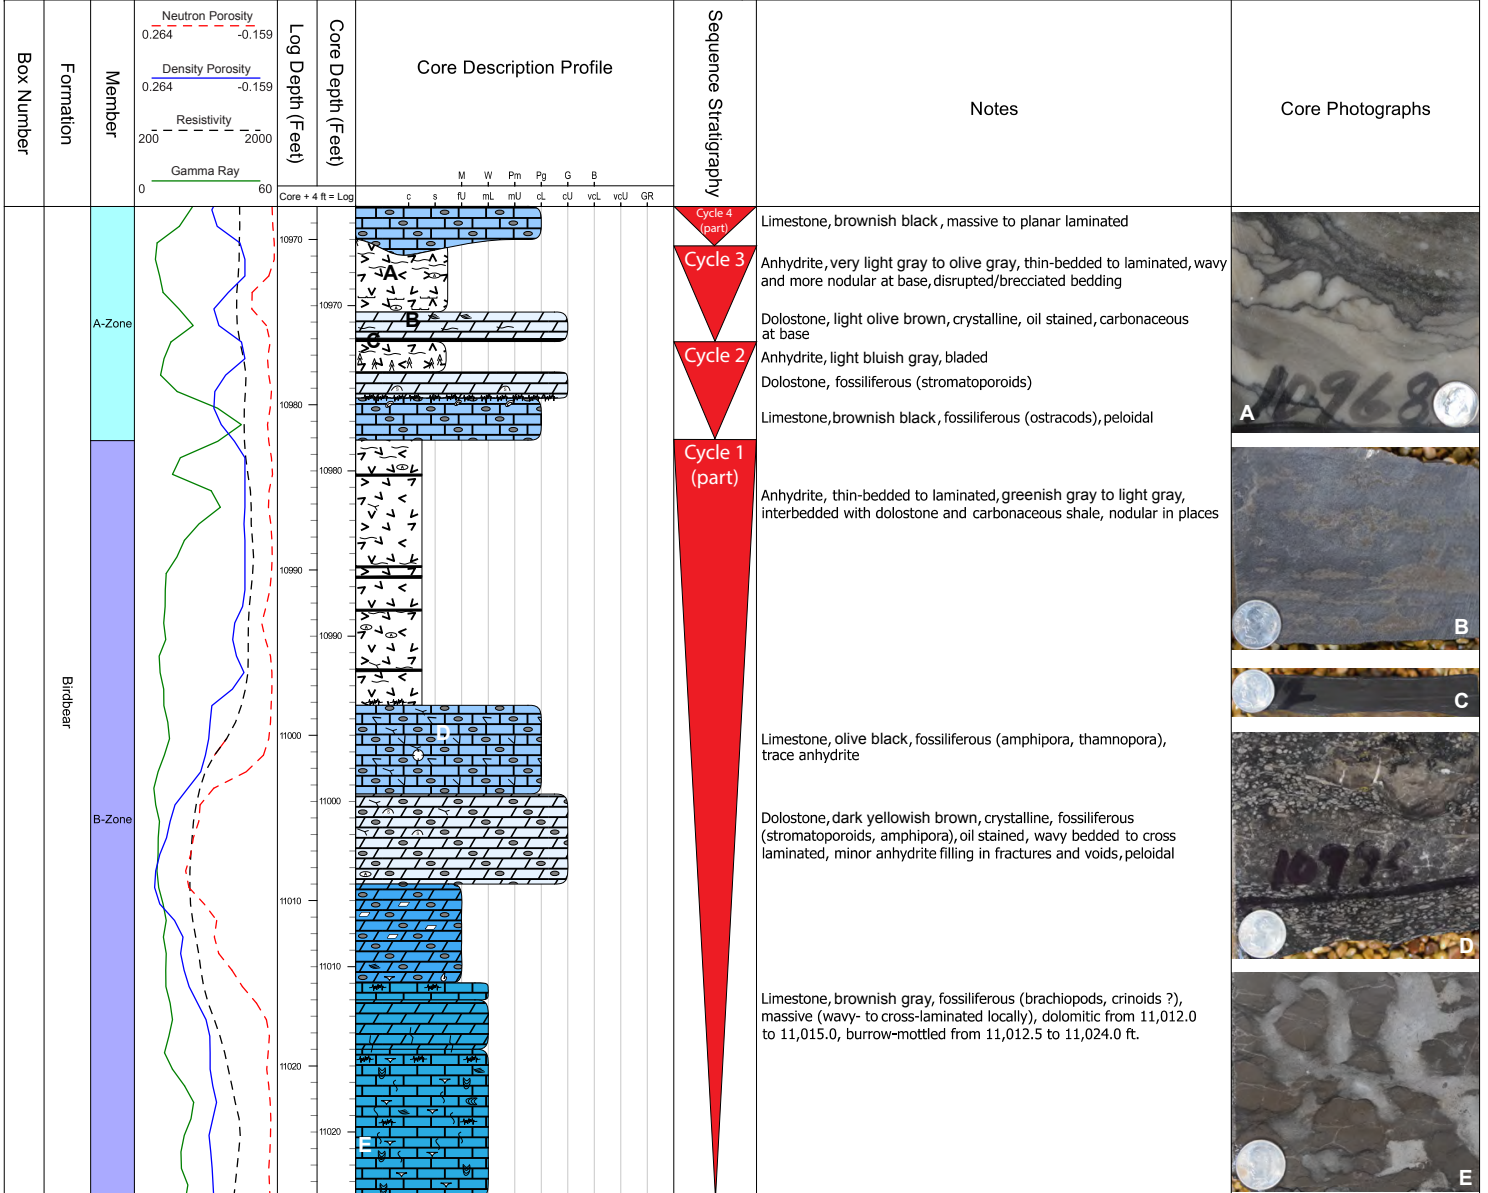 Box Number
Formation
Member
Neutron Porosity
0.264 -0.159
Density Porosity
0.264 -0.159
Resistivity
200 2000
Gamma Ray
0 60
Log Depth (Feet)
Core Depth (Feet)
Core + 4 ft = Log
Core Description Profile
M W Pm Pg G B
c s fU mL mU cL cU vcL vcU GR
Sequence Stratigraphy
Notes
Core Photographs
Birdbear
A-Zone
B-Zone
10970
10980
10990
11000
11010
11020
10970
10980
10990
11000
11010
11020
A
B
C
D
E
Cycle 4
(part)
Cycle 3
Cycle 2
Cycle 1
(part)
Limestone, brownish black, massive to planar laminated
Anhydrite, very light gray to olive gray, thin-bedded to laminated, wavy
and more nodular at base, disrupted/brecciated bedding
Dolostone, light olive brown, crystalline, oil stained, carbonaceous
at base
Anhydrite, light bluish gray, bladed
Dolostone, fossiliferous (stromatoporoids)
Limestone, brownish black, fossiliferous (ostracods), peloidal
Anhydrite, thin-bedded to laminated, greenish gray to light gray,
interbedded with dolostone and carbonaceous shale, nodular in places
Limestone, olive black, fossiliferous (amphipora, thamnopora),
trace anhydrite
Dolostone, dark yellowish brown, crystalline, fossiliferous
(stromatoporoids, amphipora), oil stained, wavy bedded to cross
laminated, minor anhydrite filling in fractures and voids, peloidal
Limestone, brownish gray, fossiliferous (brachiopods, crinoids ?),
massive (wavy- to cross-laminated locally), dolomitic from 11,012.0
to 11,015.0, burrow-mottled from 11,012.5 to 11,024.0 ft.
10968
A
B
C
D
E